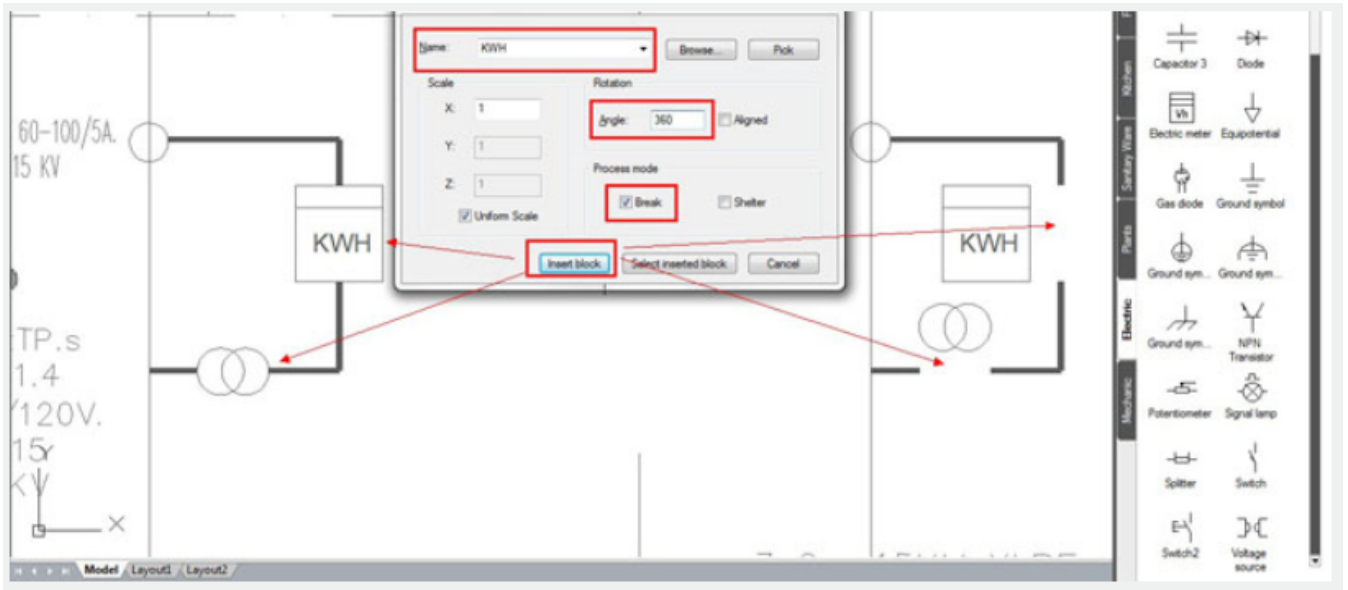 Name: KWH
Browse...
Pick
Scale
X: 1
Y: 1
Z: 1
Uniform Scale
Rotation
Angle: 360
Aligned
Process mode
Break
Shelter
Insert block
Select inserted block
Cancel
60-100/5A.
15 KV
KWH
KWH
TP.s
1.4
/120V.
15
KV
X
Model
Layout1
Layout2
Kitchen
Sanitary Ware
Plants
Electric
Mechanic
Capacitor 3
Diode
Electric meter
Vh
Equipotential
Gas diode
Ground symbol
Ground sym...
Ground sym...
Ground sym...
NPN
Transistor
Potentiometer
Signal lamp
Splitter
Switch
Switch2
Voltage
source